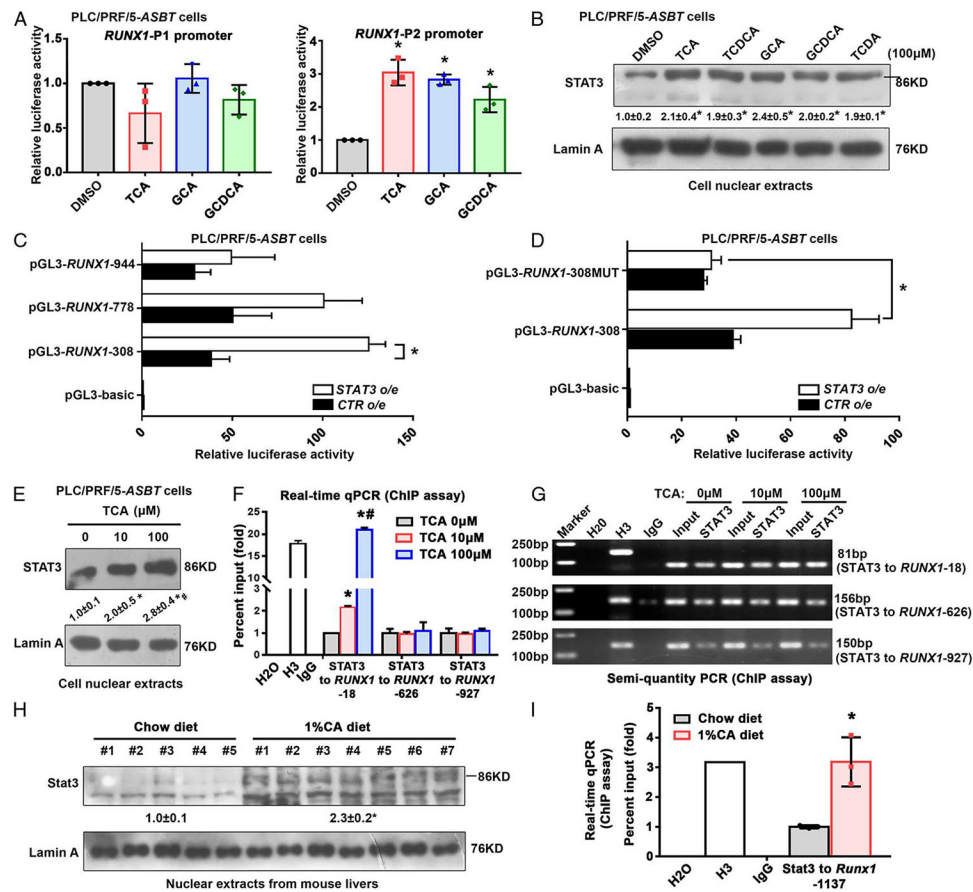 A
PLC/PRF/5-ASBT cells
RUNX1-P1 promoter
Relative luciferase activity
1.5
1.0
0.5
0.0
DMSO
TCA
GCA
GCDCA
RUNX1-P2 promoter
Relative luciferase activity
4
3
2
1
0
* * *
DMSO
TCA
GCA
GCDCA
B
PLC/PRF/5-ASBT cells
DMSO TCA TCDCA GCA GCDCA TCDA (100μM)
STAT3 86KD
1.0±0.2 2.1±0.4* 1.9±0.3* 2.4±0.5* 2.0±0.2* 1.9±0.1*
Lamin A 76KD
Cell nuclear extracts
C
PLC/PRF/5-ASBT cells
pGL3-RUNX1-944
pGL3-RUNX1-778
pGL3-RUNX1-308
*
pGL3-basic
STAT3 o/e
CTR o/e
0 50 100 150
Relative luciferase activity
D
PLC/PRF/5-ASBT cells
pGL3-RUNX1-308MUT
*
pGL3-RUNX1-308
pGL3-basic
STAT3 o/e
CTR o/e
0 20 40 60 80 100
Relative luciferase activity
E
PLC/PRF/5-ASBT cells
TCA (μM)
0 10 100
STAT3 86KD
1.0±0.1 2.0±0.5* 2.8±0.4*#
Lamin A 76KD
Cell nuclear extracts
F
Real-time qPCR (ChIP assay)
Percent input (fold)
25
20
15
10
3
2
1
0
TCA 0μM
TCA 10μM
TCA 100μM
*#
*
H2O
H3
IgG
STAT3 to RUNX1 -18
STAT3 to RUNX1 -626
STAT3 to RUNX1 -927
G
TCA: 0μM 10μM 100μM
Marker H20 H3 IgG Input STAT3 Input STAT3 Input STAT3
250bp
100bp
81bp
(STAT3 to RUNX1-18)
250bp
100bp
156bp
(STAT3 to RUNX1-626)
250bp
100bp
150bp
(STAT3 to RUNX1-927)
Semi-quantity PCR (ChIP assay)
H
Chow diet 1%CA diet
#1 #2 #3 #4 #5 #1 #2 #3 #4 #5 #6 #7
Stat3 86KD
1.0±0.1 2.3±0.2*
Lamin A 76KD
Nuclear extracts from mouse livers
I
Chow diet
1%CA diet
Real-time qPCR
(ChIP assay)
Percent input (fold)
5
4
3
2
1
0
*
H2O
H3
IgG
Stat3 to Runx1
-1137